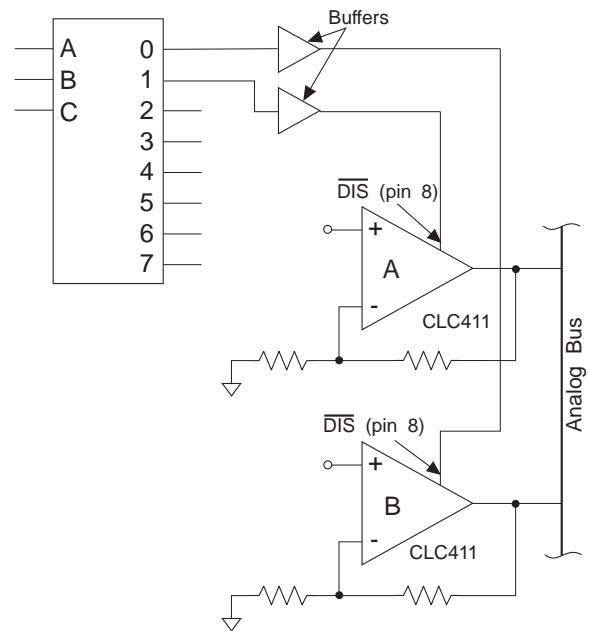 Buffers
A 0
B 1
C 2
3
4
5
6
7
DIS (pin 8)
+
A
-
CLC411
Analog Bus
DIS (pin 8)
+
B
-
CLC411